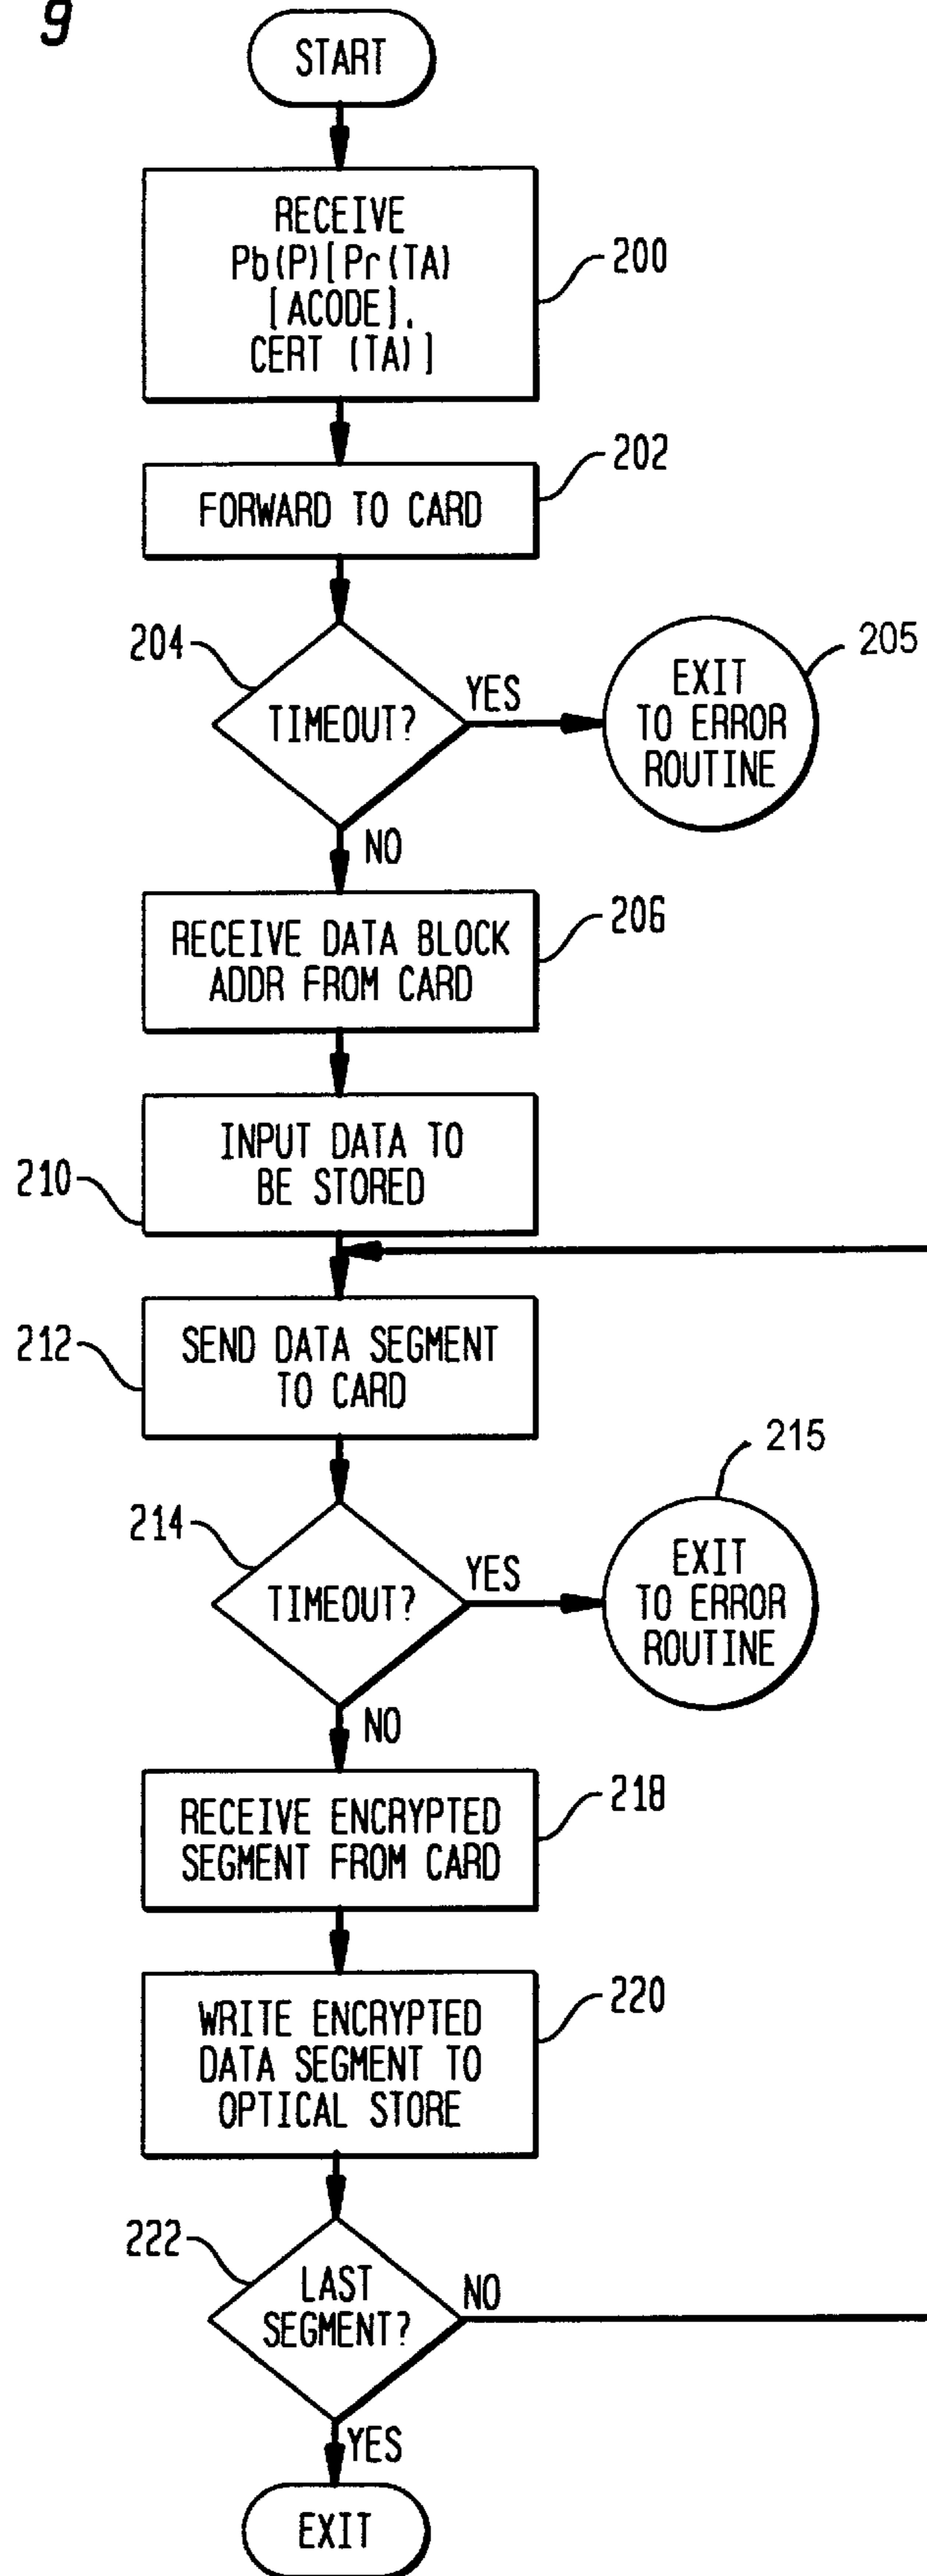 9
START
RECEIVE
Pb(P)[Pr(TA)
[ACODE].
CERT (TA)]
200
FORWARD TO CARD
202
204
TIMEOUT?
YES
EXIT
TO ERROR
ROUTINE
205
NO
RECEIVE DATA BLOCK
ADDR FROM CARD
206
INPUT DATA TO
BE STORED
210
SEND DATA SEGMENT
TO CARD
212
214
TIMEOUT?
YES
EXIT
TO ERROR
ROUTINE
215
NO
RECEIVE ENCRYPTED
SEGMENT FROM CARD
218
WRITE ENCRYPTED
DATA SEGMENT TO
OPTICAL STORE
220
222
LAST
SEGMENT?
NO
YES
EXIT